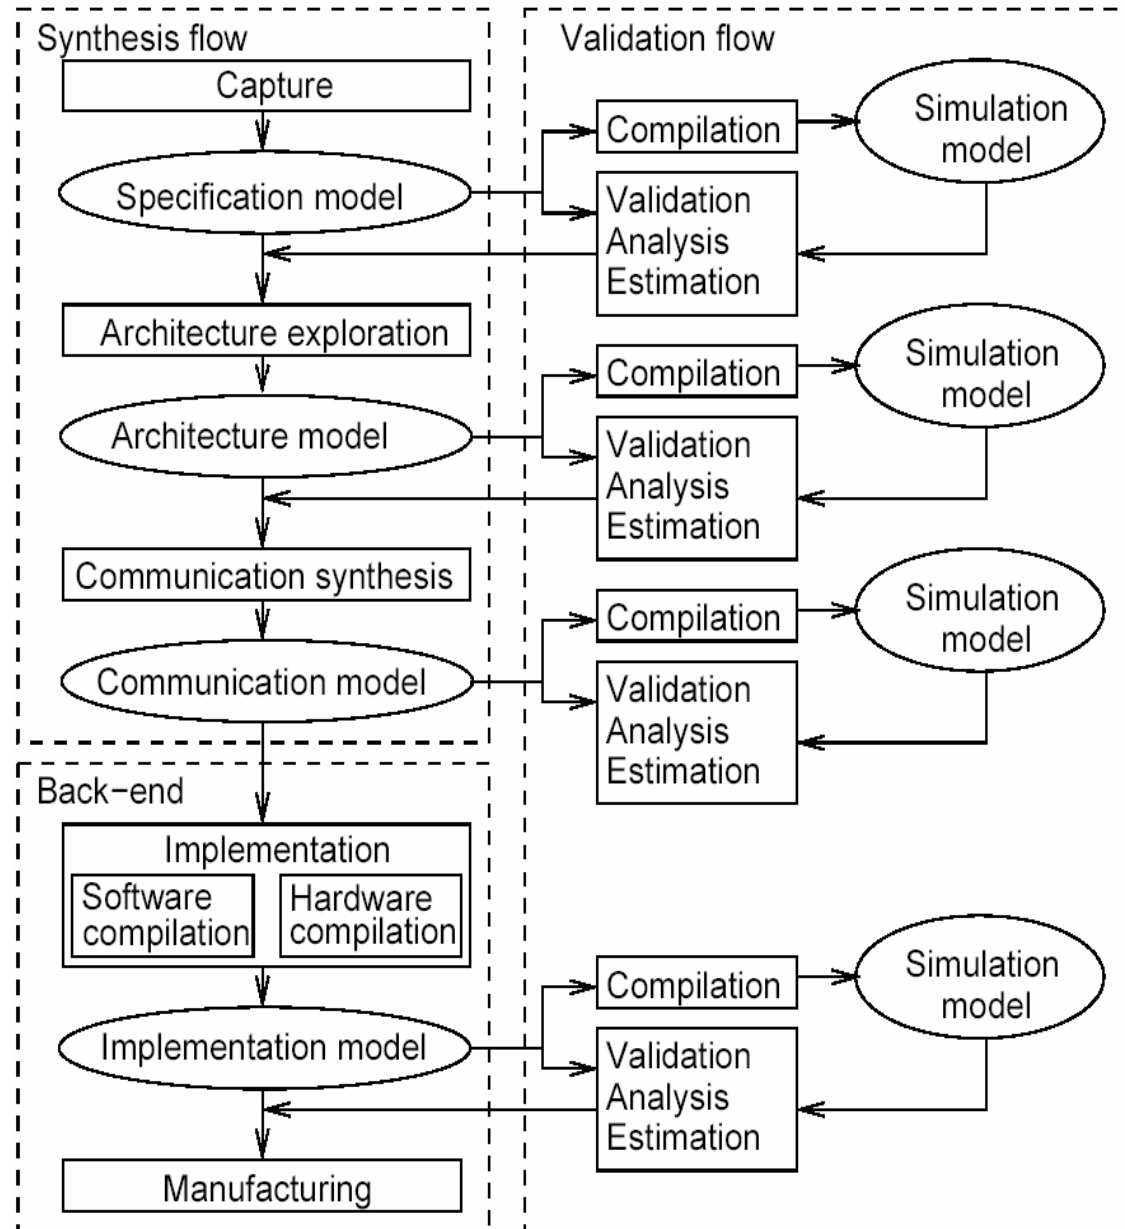 Synthesis flow
Capture
Specification model
Architecture exploration
Architecture model
Communication synthesis
Communication model
Back−end
Implementation
Software
compilation
Hardware
compilation
Implementation model
Manufacturing
Validation flow
Compilation
Simulation
model
Validation
Analysis
Estimation
Compilation
Simulation
model
Validation
Analysis
Estimation
Compilation
Simulation
model
Validation
Analysis
Estimation
Compilation
Simulation
model
Validation
Analysis
Estimation